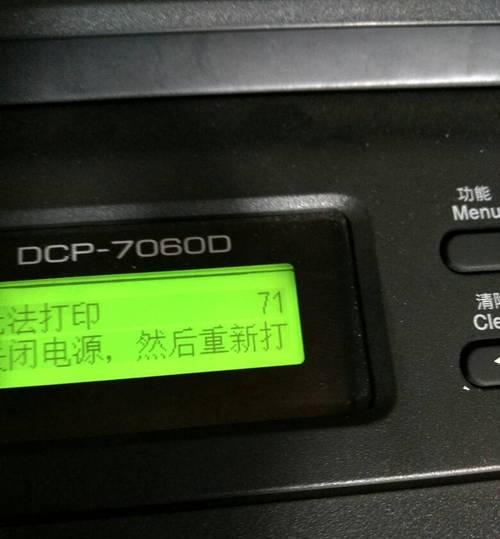 DCP-7060D
法打印 71
闭电源，然后重新打
功能
Menu
清除
Cle